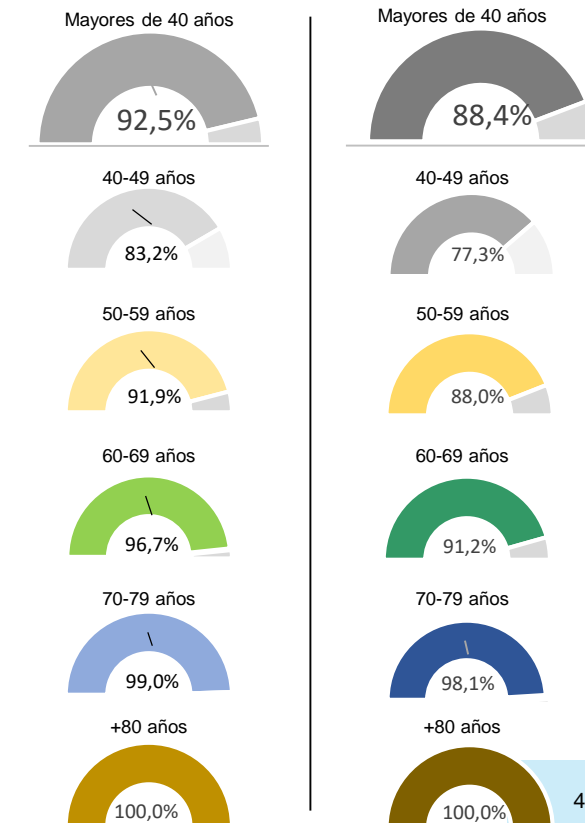 Mayores de 40 años
92,5%
40-49 años
83,2%
50-59 años
91,9%
60-69 años
96,7%
70-79 años
99,0%
+80 años
100,0%
Mayores de 40 años
88,4%
40-49 años
77,3%
50-59 años
88,0%
60-69 años
91,2%
70-79 años
98,1%
+80 años
100,0%
4